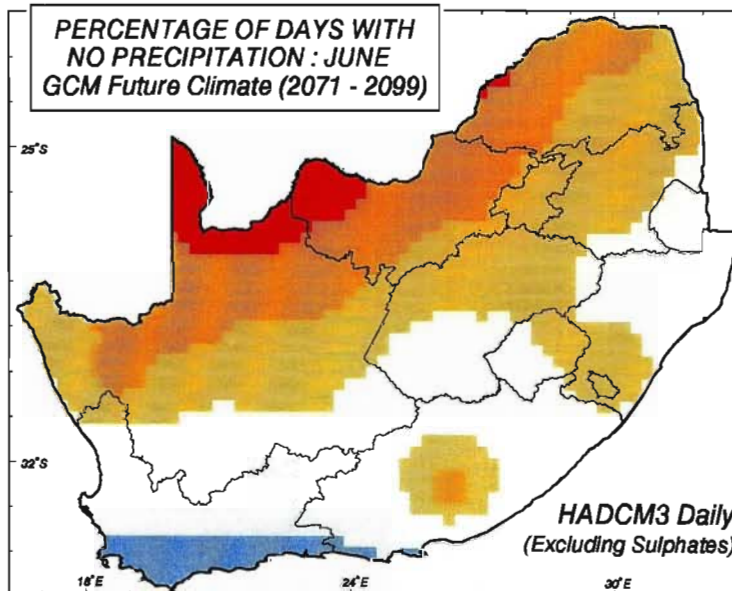 PERCENTAGE OF DAYS WITH
NO PRECIPITATION : JUNE
GCM Future Climate (2071 - 2099)
25°S
22°S
HADCM3 Daily
(Excluding Sulphates)
18°E
24°E
30°E